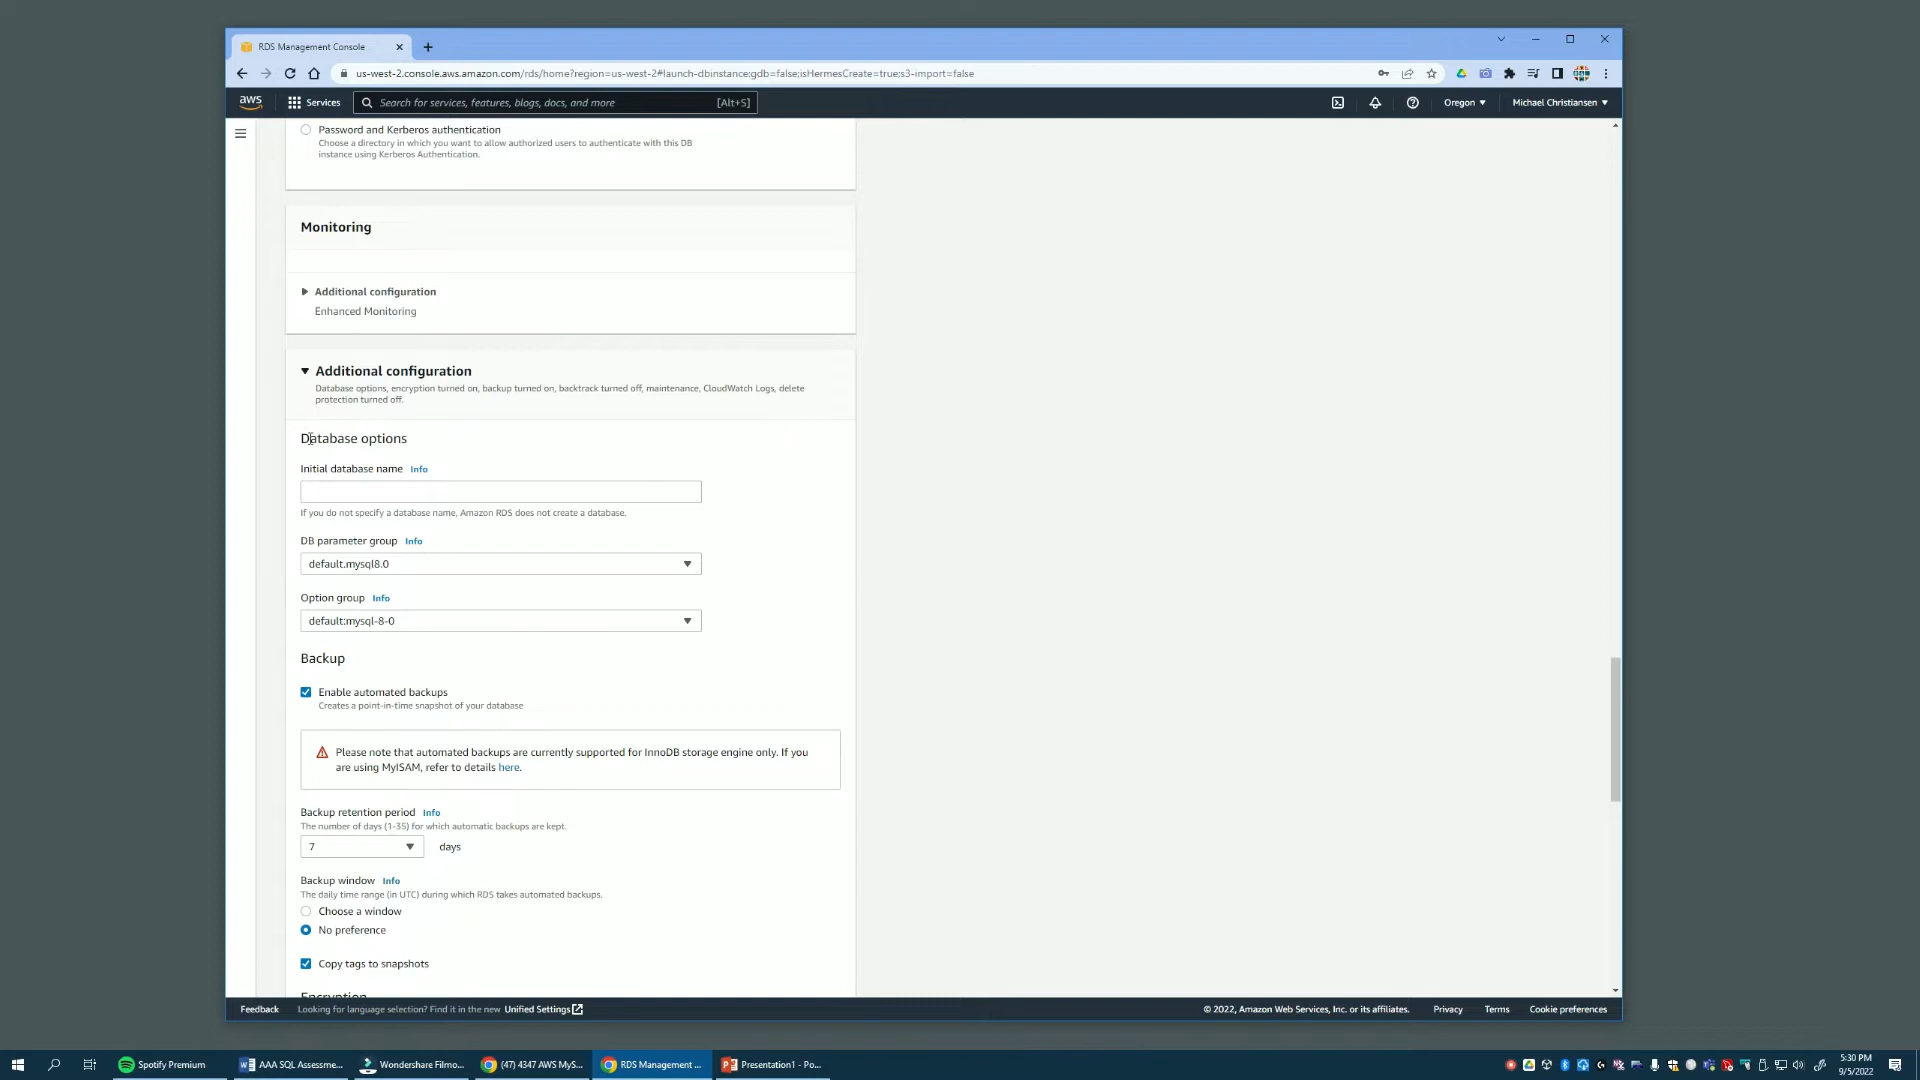 RDS Management Console
us-west-2.console.aws.amazon.com/rds/home?region=us-west-2#launch-dbinstance;gdb=false;isHermesCreate=true;s3-import=false
aws
Services
Search for services, features, blogs, docs, and more [Alt+S]
Oregon
Michael Christiansen
Password and Kerberos authentication
Choose a directory in which you want to allow authorized users to authenticate with this DB
instance using Kerberos Authentication.
Monitoring
Additional configuration
Enhanced Monitoring
Additional configuration
Database options, encryption turned on, backup turned on, backtrack turned off, maintenance, CloudWatch Logs, delete
protection turned off.
Database options
Initial database name Info
If you do not specify a database name, Amazon RDS does not create a database.
DB parameter group Info
default.mysql8.0
Option group Info
default:mysql-8-0
Backup
Enable automated backups
Creates a point-in-time snapshot of your database
Please note that automated backups are currently supported for InnoDB storage engine only. If you
are using MyISAM, refer to details here.
Backup retention period Info
The number of days (1-35) for which automatic backups are kept.
7 days
Backup window Info
The daily time range (in UTC) during which RDS takes automated backups.
Choose a window
No preference
Copy tags to snapshots
Encryption
Feedback Looking for language selection? Find it in the new Unified Settings © 2022, Amazon Web Services, Inc. or its affiliates. Privacy Terms Cookie preferences
Spotify Premium
AAA SQL Assessme...
Wondershare Filmo...
(47) 4347 AWS MyS...
RDS Management ...
Presentation1 - Po...
5:30 PM
9/5/2022